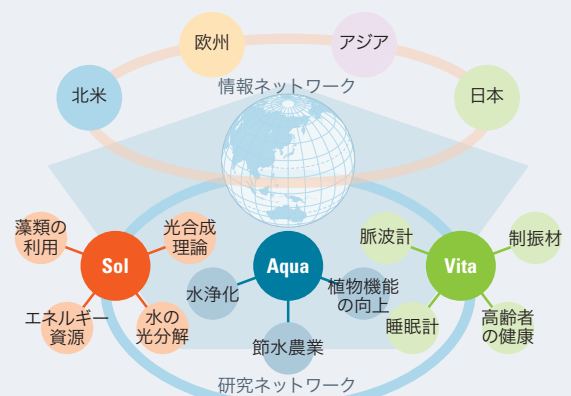 欧州
アジア
北米
情報ネットワーク
日本
藻類の
利用
光合成
理論
Sol
エネルギー
資源
水の
光分解
Aqua
水浄化
植物機能
の向上
節水農業
脈波計
制振材
Vita
睡眠計
高齢者
の健康
研究ネットワーク